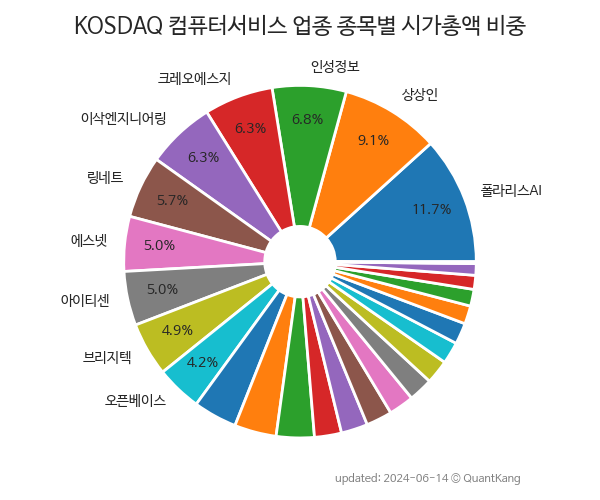 KOSDAQ 컴퓨터서비스 업종 종목별 시가총액 비중
인성정보
크레오에스지
상상인
6.8%
6.3%
이삭엔지니어링
9.1%
6.3%
링네트
폴라리스AI
5.7%
11.7%
에스넷
5.0%
아이티센
5.0%
4.9%
브리지텍
4.2%
오픈베이스
updated: 2024-06-14 © QuantKang